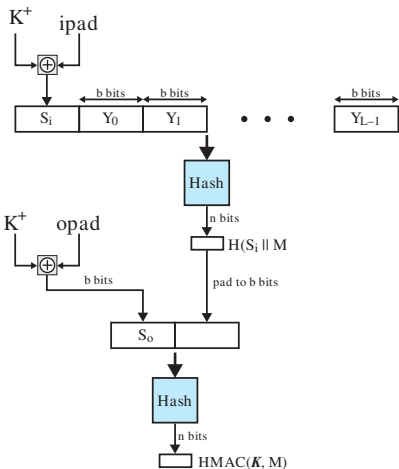 K+ ipad
b bits b bits b bits
Si Y0 Y1 • • • YL–1
Hash
n bits
K+ opad
H(Si || M
b bits
pad to b bits
So
Hash
n bits
HMAC(K, M)